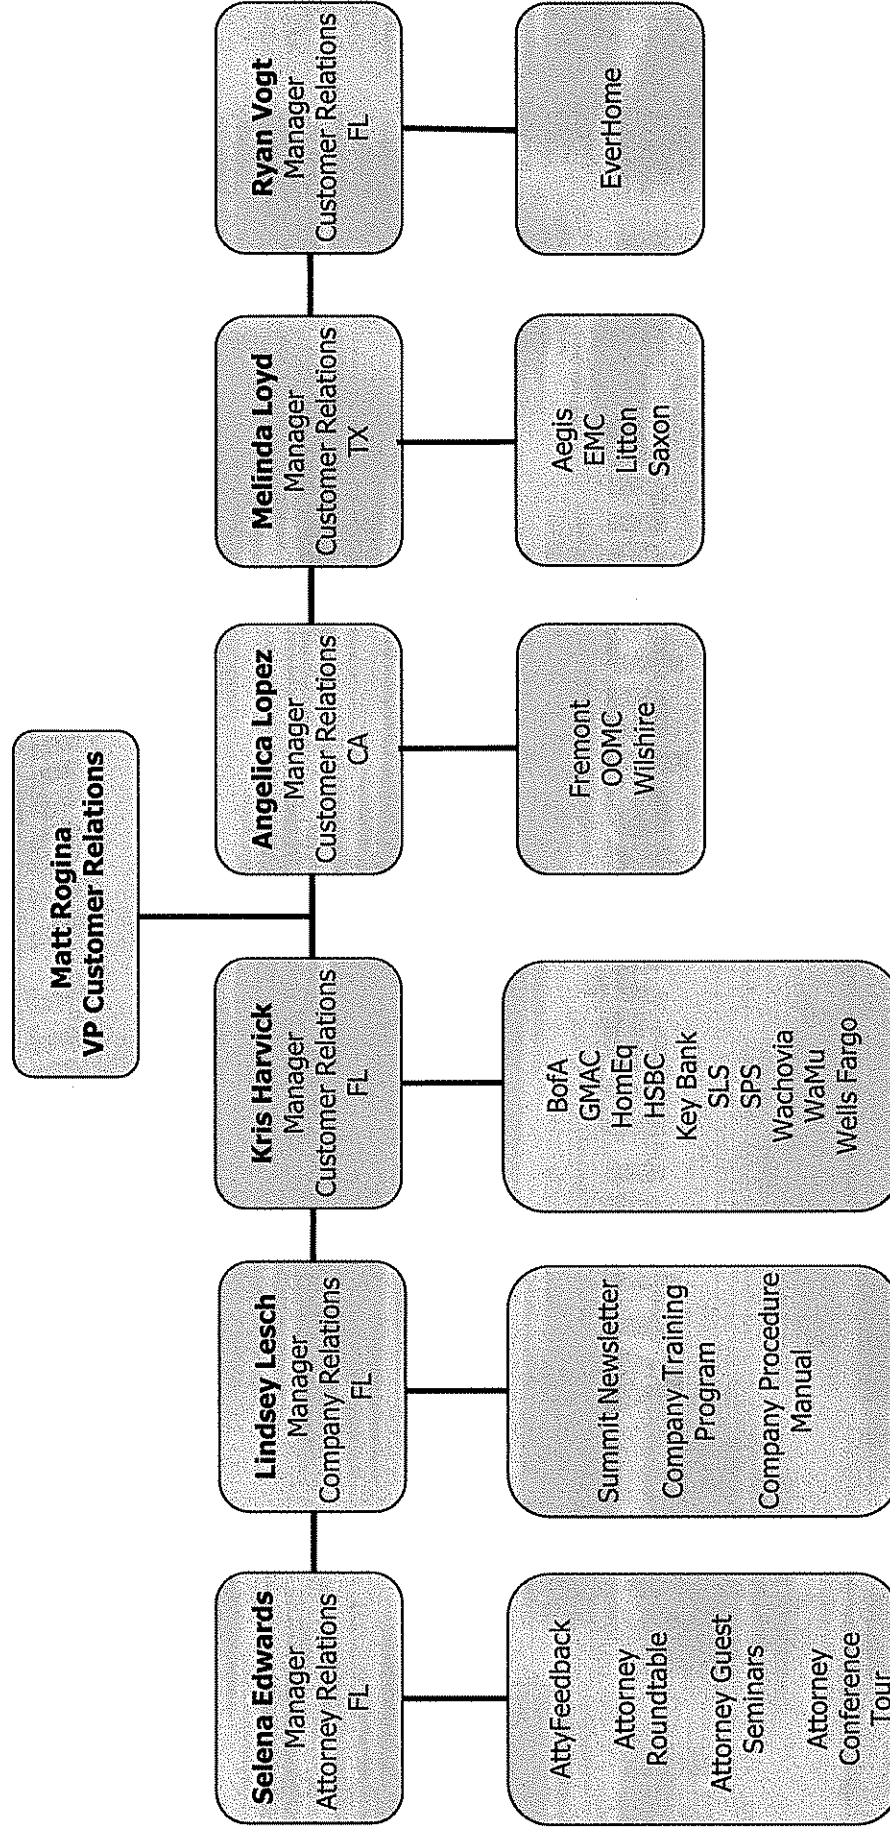 Matt Rogina
VP Customer Relations
Selena Edwards
Manager
Attorney Relations
FL
Lindsey Lesch
Manager
Company Relations
FL
Kris Harvick
Manager
Customer Relations
FL
Angelica Lopez
Manager
Customer Relations
CA
Melinda Loyd
Manager
Customer Relations
TX
Ryan Vogt
Manager
Customer Relations
FL
AttyFeedback
Attorney
Roundtable
Attorney Guest
Seminars
Attorney
Conference
Tour
Summit Newsletter
Company Training
Program
Company Procedure
Manual
BofA
GMAC
HomEq
HSBC
Key Bank
SLS
SPS
Wachovia
WaMu
Wells Fargo
Fremont
OOMC
Wilshire
Aegis
EMC
Litton
Saxon
EverHome